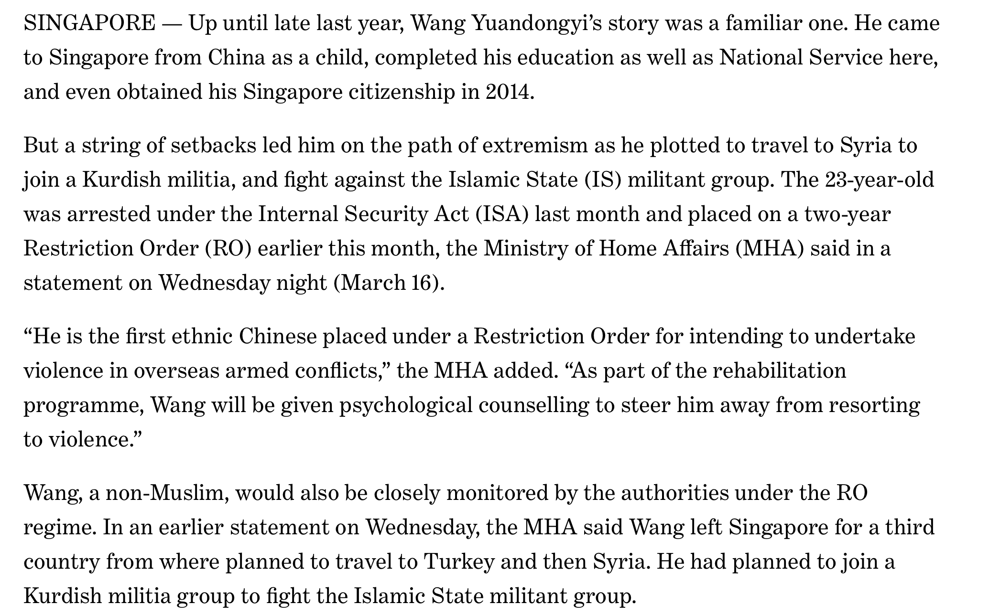 SINGAPORE — Up until late last year, Wang Yuandongyi’s story was a familiar one. He came
to Singapore from China as a child, completed his education as well as National Service here,
and even obtained his Singapore citizenship in 2014.
But a string of setbacks led him on the path of extremism as he plotted to travel to Syria to
join a Kurdish militia, and fight against the Islamic State (IS) militant group. The 23-year-old
was arrested under the Internal Security Act (ISA) last month and placed on a two-year
Restriction Order (RO) earlier this month, the Ministry of Home Affairs (MHA) said in a
statement on Wednesday night (March 16).
“He is the first ethnic Chinese placed under a Restriction Order for intending to undertake
violence in overseas armed conflicts,” the MHA added. “As part of the rehabilitation
programme, Wang will be given psychological counselling to steer him away from resorting
to violence.”
Wang, a non-Muslim, would also be closely monitored by the authorities under the RO
regime. In an earlier statement on Wednesday, the MHA said Wang left Singapore for a third
country from where planned to travel to Turkey and then Syria. He had planned to join a
Kurdish militia group to fight the Islamic State militant group.